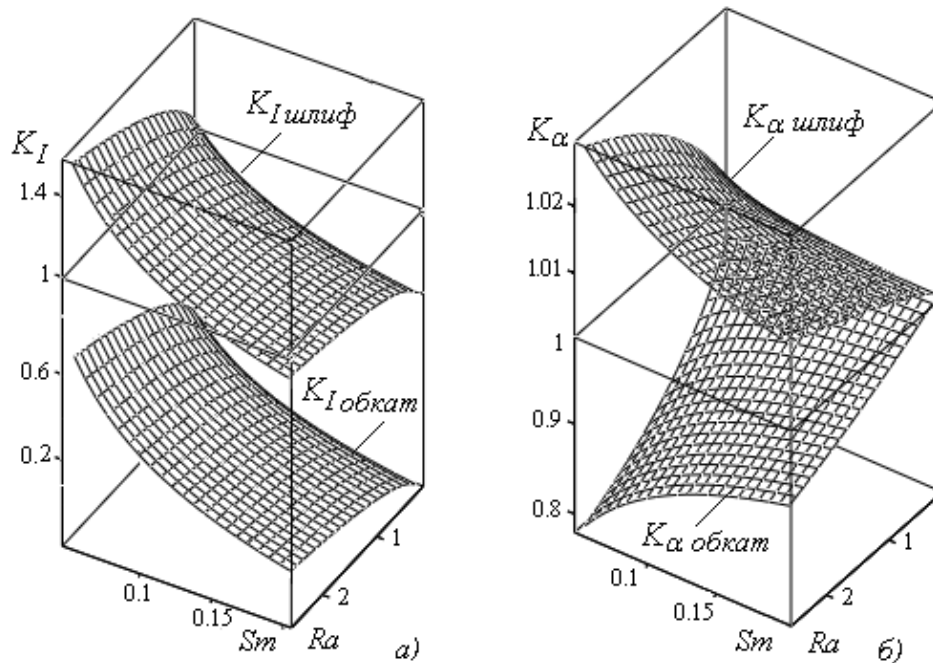 K_I
1.4
1
0.6
0.2
K_I шлиф
K_I обкат
0.1
0.15
Sm
Ra
2
1
а)
K_α
1.02
1.01
1
0.9
0.8
K_α шлиф
K_α обкат
0.1
0.15
Sm
Ra
2
1
б)